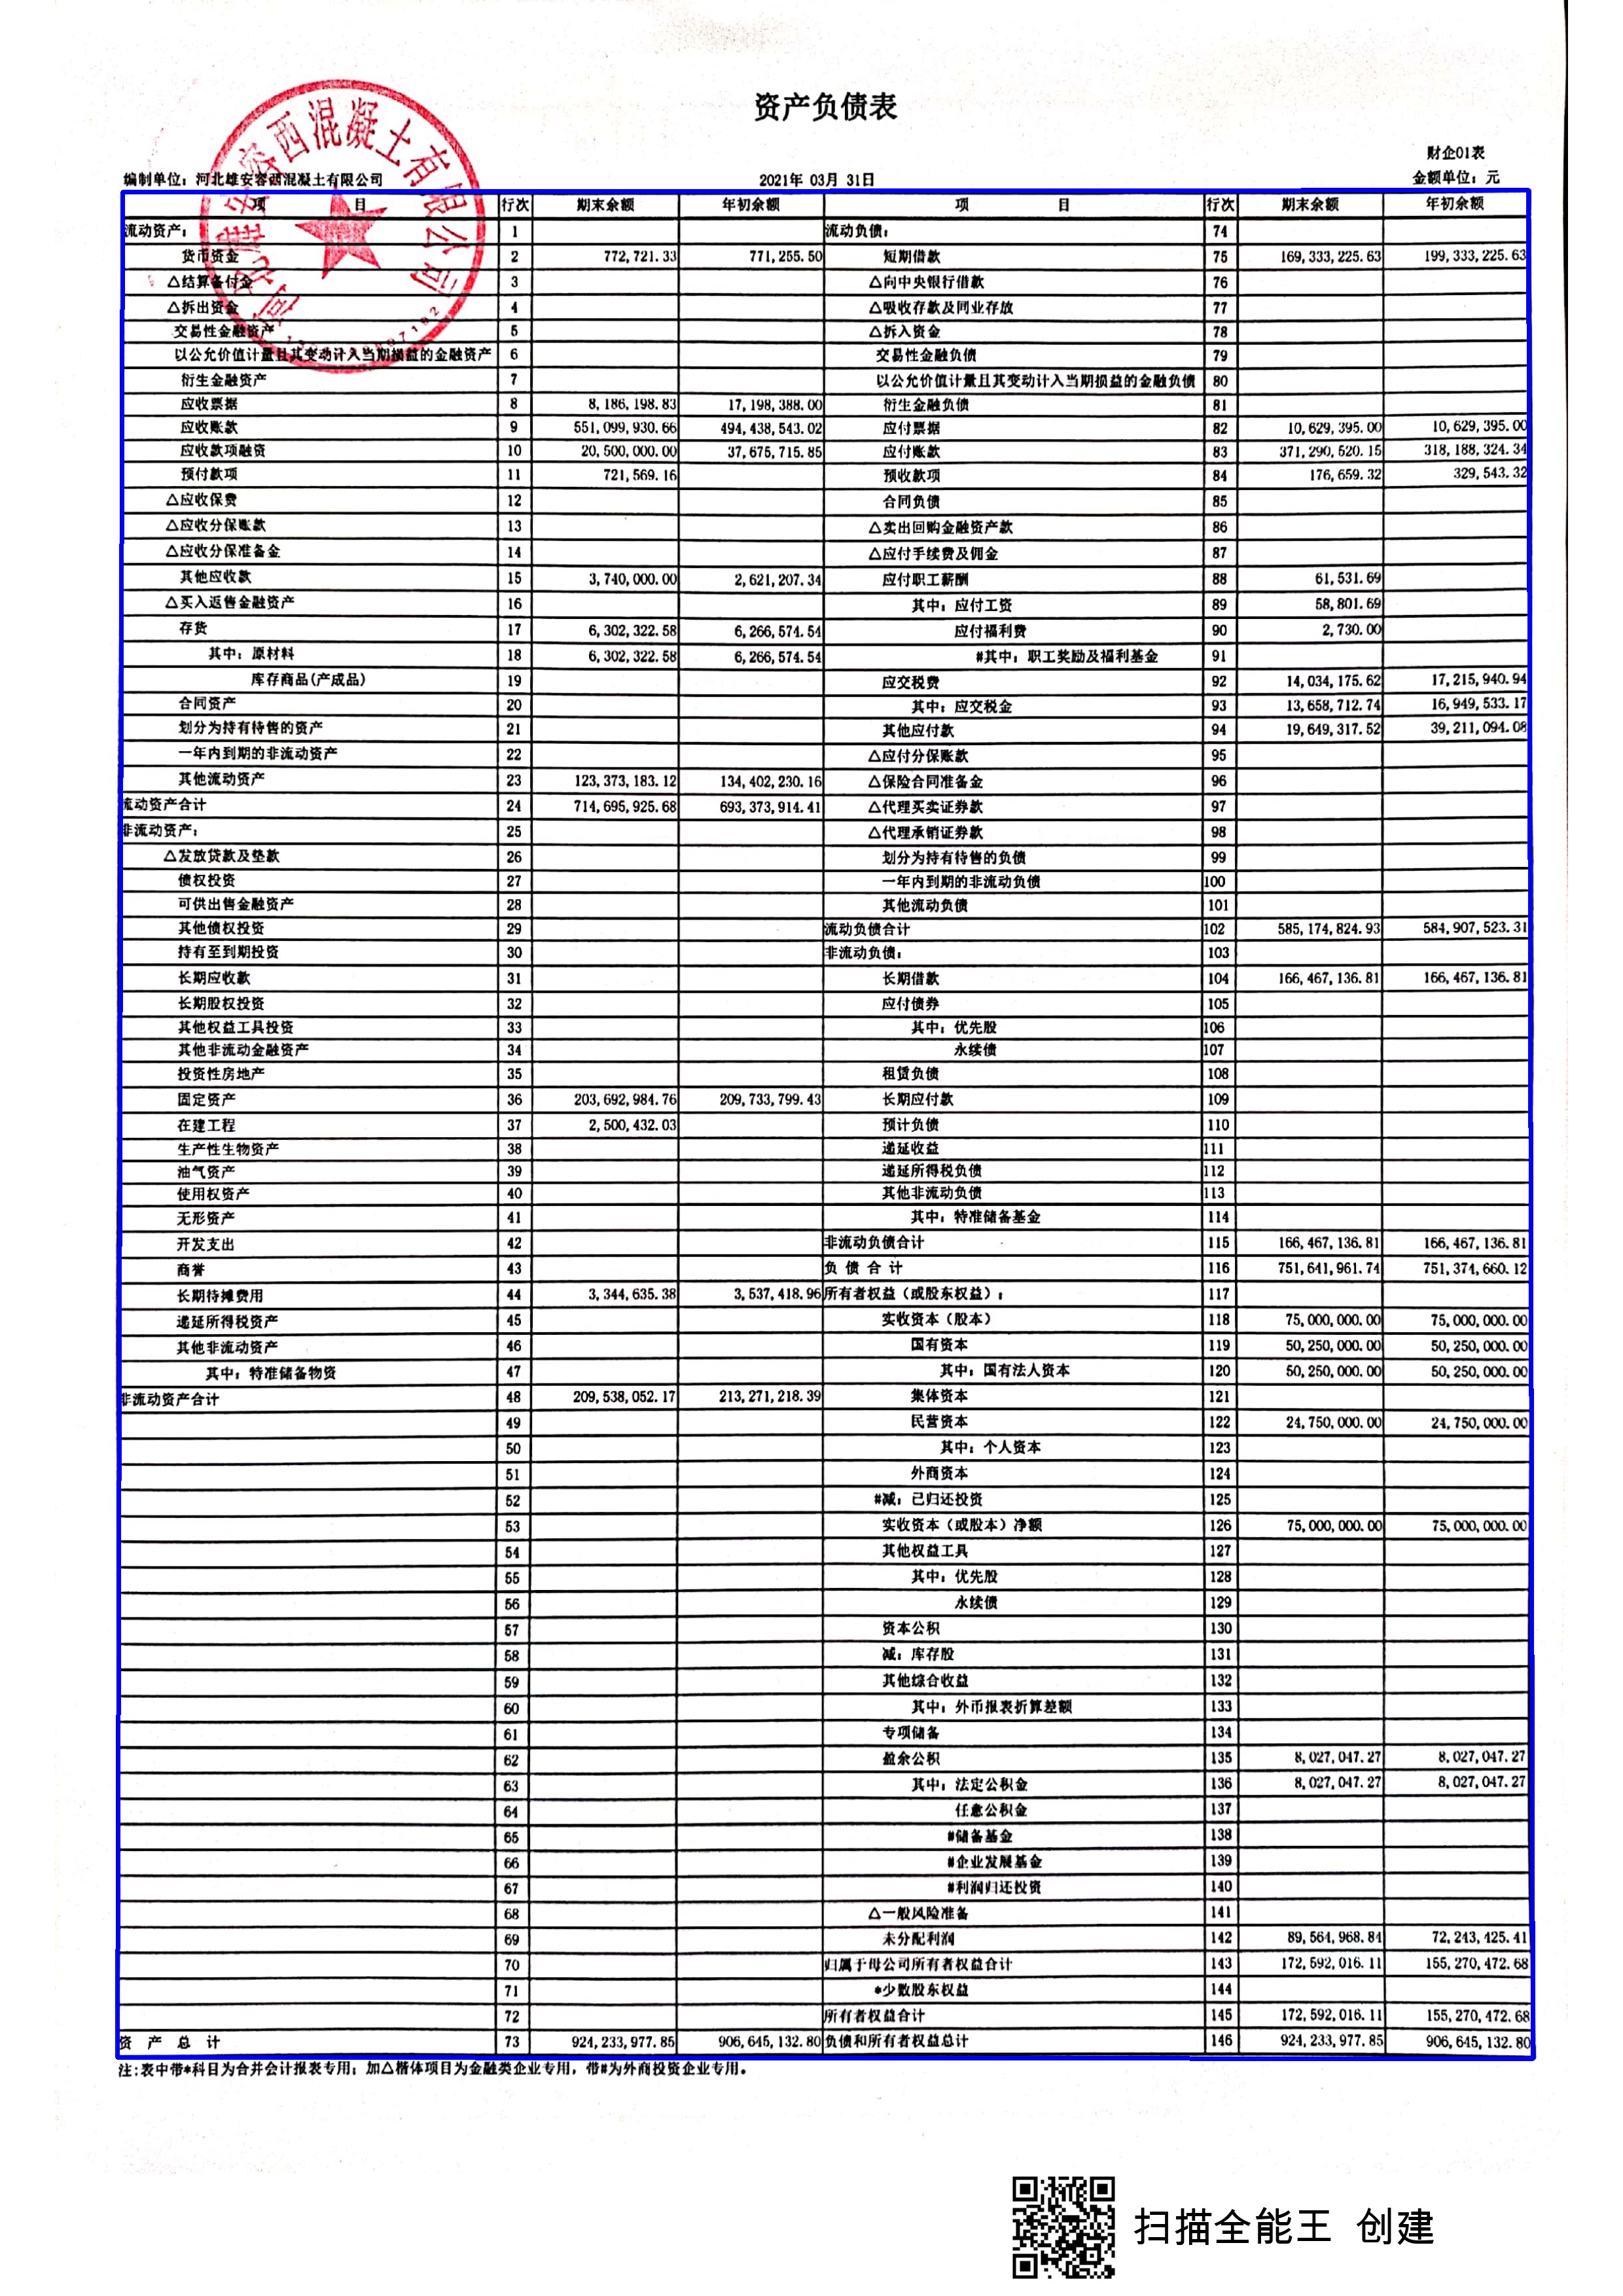 资产负债表
财企01表
编制单位：河北雄安容西混凝土有限公司 2021年 03月 31日 金额单位：元
项 目 行次 期末余额 年初余额 项 目 行次 期末余额 年初余额
流动资产： 1 流动负债： 74
货币资金 2 772,721.33 771,255.50 短期借款 75 169,333,225.63 199,333,225.63
△结算备付金 3 △向中央银行借款 76
△拆出资金 4 △吸收存款及同业存放 77
交易性金融资产 5 △拆入资金 78
以公允价值计量且其变动计入当期损益的金融资产 6 交易性金融负债 79
衍生金融资产 7 以公允价值计量且其变动计入当期损益的金融负债 80
应收票据 8 8,186,198.83 17,198,388.00 衍生金融负债 81
应收账款 9 551,099,930.66 494,438,543.02 应付票据 82 10,629,395.00 10,629,395.00
应收款项融资 10 20,500,000.00 37,675,715.85 应付账款 83 371,290,520.15 318,188,324.34
预付款项 11 721,569.16 预收款项 84 176,659.32 329,543.32
△应收保费 12 合同负债 85
△应收分保账款 13 △卖出回购金融资产款 86
△应收分保准备金 14 △应付手续费及佣金 87
其他应收款 15 3,740,000.00 2,621,207.34 应付职工薪酬 88 61,531.69
△买入返售金融资产 16 其中：应付工资 89 58,801.69
存货 17 6,302,322.58 6,266,574.54 应付福利费 90 2,730.00
其中：原材料 18 6,302,322.58 6,266,574.54 #其中：职工奖励及福利基金 91
库存商品(产成品) 19 应交税费 92 14,034,175.62 17,215,940.94
合同资产 20 其中：应交税金 93 13,658,712.74 16,949,533.17
划分为持有待售的资产 21 其他应付款 94 19,649,317.52 39,211,094.08
一年内到期的非流动资产 22 △应付分保账款 95
其他流动资产 23 123,373,183.12 134,402,230.16 △保险合同准备金 96
流动资产合计 24 714,695,925.68 693,373,914.41 △代理买卖证券款 97
非流动资产： 25 △代理承销证券款 98
△发放贷款及垫款 26 划分为持有待售的负债 99
债权投资 27 一年内到期的非流动负债 100
可供出售金融资产 28 其他流动负债 101
其他债权投资 29 流动负债合计 102 585,174,824.93 584,907,523.31
持有至到期投资 30 非流动负债： 103
长期应收款 31 长期借款 104 166,467,136.81 166,467,136.81
长期股权投资 32 应付债券 105
其他权益工具投资 33 其中：优先股 106
其他非流动金融资产 34 永续债 107
投资性房地产 35 租赁负债 108
固定资产 36 203,692,984.76 209,733,799.43 长期应付款 109
在建工程 37 2,500,432.03 预计负债 110
生产性生物资产 38 递延收益 111
油气资产 39 递延所得税负债 112
使用权资产 40 其他非流动负债 113
无形资产 41 其中：特准储备基金 114
开发支出 42 非流动负债合计 115 166,467,136.81 166,467,136.81
商誉 43 负 债 合 计 116 751,641,961.74 751,374,660.12
长期待摊费用 44 3,344,635.38 3,537,418.96 所有者权益（或股东权益）： 117
递延所得税资产 45 实收资本（股本） 118 75,000,000.00 75,000,000.00
其他非流动资产 46 国有资本 119 50,250,000.00 50,250,000.00
其中：特准储备物资 47 其中：国有法人资本 120 50,250,000.00 50,250,000.00
非流动资产合计 48 209,538,052.17 213,271,218.39 集体资本 121
49 民营资本 122 24,750,000.00 24,750,000.00
50 其中：个人资本 123
51 外商资本 124
52 #减：已归还投资 125
53 实收资本（或股本）净额 126 75,000,000.00 75,000,000.00
54 其他权益工具 127
55 其中：优先股 128
56 永续债 129
57 资本公积 130
58 减：库存股 131
59 其他综合收益 132
60 其中：外币报表折算差额 133
61 专项储备 134
62 盈余公积 135 8,027,047.27 8,027,047.27
63 其中：法定公积金 136 8,027,047.27 8,027,047.27
64 任意公积金 137
65 #储备基金 138
66 #企业发展基金 139
67 #利润归还投资 140
68 △一般风险准备 141
69 未分配利润 142 89,564,968.84 72,243,425.41
70 归属于母公司所有者权益合计 143 172,592,016.11 155,270,472.68
71 *少数股东权益 144
72 所有者权益合计 145 172,592,016.11 155,270,472.68
资 产 总 计 73 924,233,977.85 906,645,132.80 负债和所有者权益总计 146 924,233,977.85 906,645,132.80
注：表中带*科目为合并会计报表专用；加△楷体项目为金融类企业专用，带#为外商投资企业专用。
河北雄安容西混凝土有限公司
扫描全能王 创建